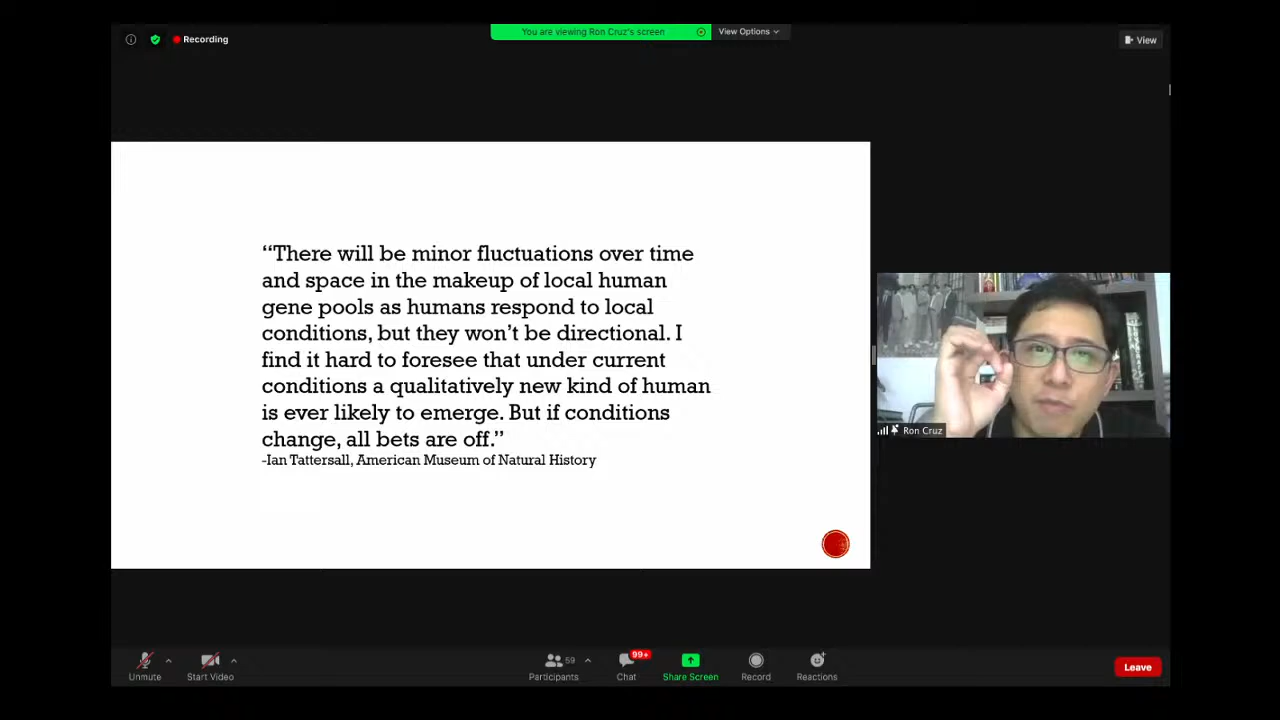 Recording
You are viewing Ron Cruz's screen
View Options
View
“There will be minor fluctuations over time
and space in the makeup of local human
gene pools as humans respond to local
conditions, but they won’t be directional. I
find it hard to foresee that under current
conditions a qualitatively new kind of human
is ever likely to emerge. But if conditions
change, all bets are off.”
-Ian Tattersall, American Museum of Natural History
Ron Cruz
Unmute
Start Video
59
Participants
99+
Chat
Share Screen
Record
Reactions
Leave